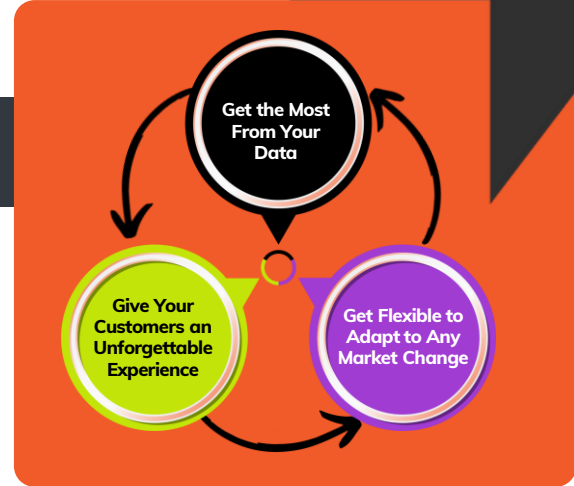 Get the Most
From Your
Data
Give Your
Customers an
Unforgettable
Experience
Get Flexible to
Adapt to Any
Market Change